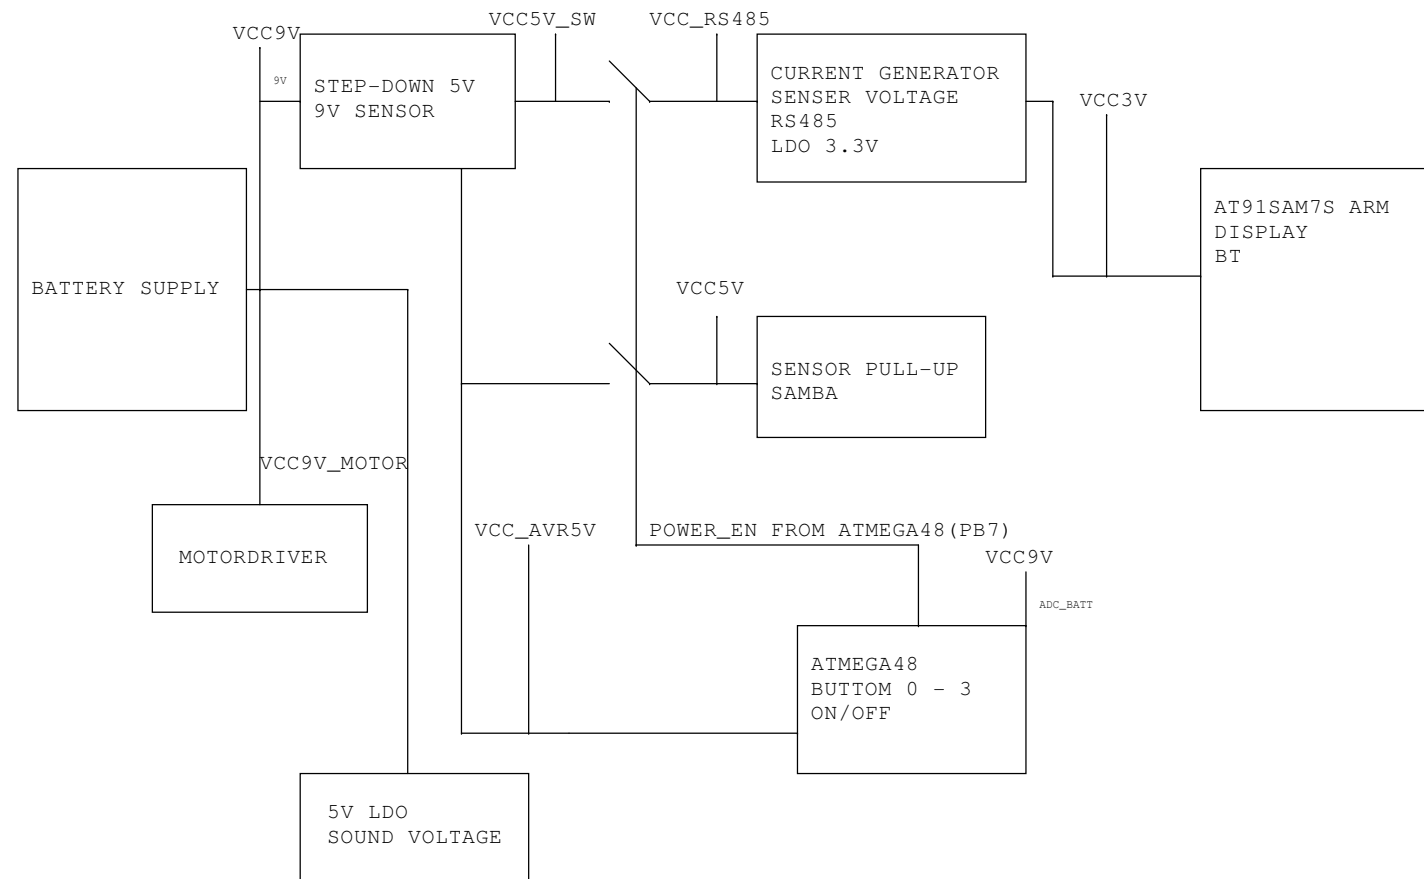 VCC5V_SW
VCC_RS485
VCC9V
9V
STEP-DOWN 5V
9V SENSOR
CURRENT GENERATOR
SENSER VOLTAGE
RS485
LDO 3.3V
VCC3V
AT91SAM7S ARM
DISPLAY
BT
BATTERY SUPPLY
VCC5V
SENSOR PULL-UP
SAMBA
VCC9V_MOTOR
MOTORDRIVER
VCC_AVR5V
POWER_EN FROM ATMEGA48(PB7)
VCC9V
ADC_BATT
ATMEGA48
BUTTOM 0 - 3
ON/OFF
5V LDO
SOUND VOLTAGE